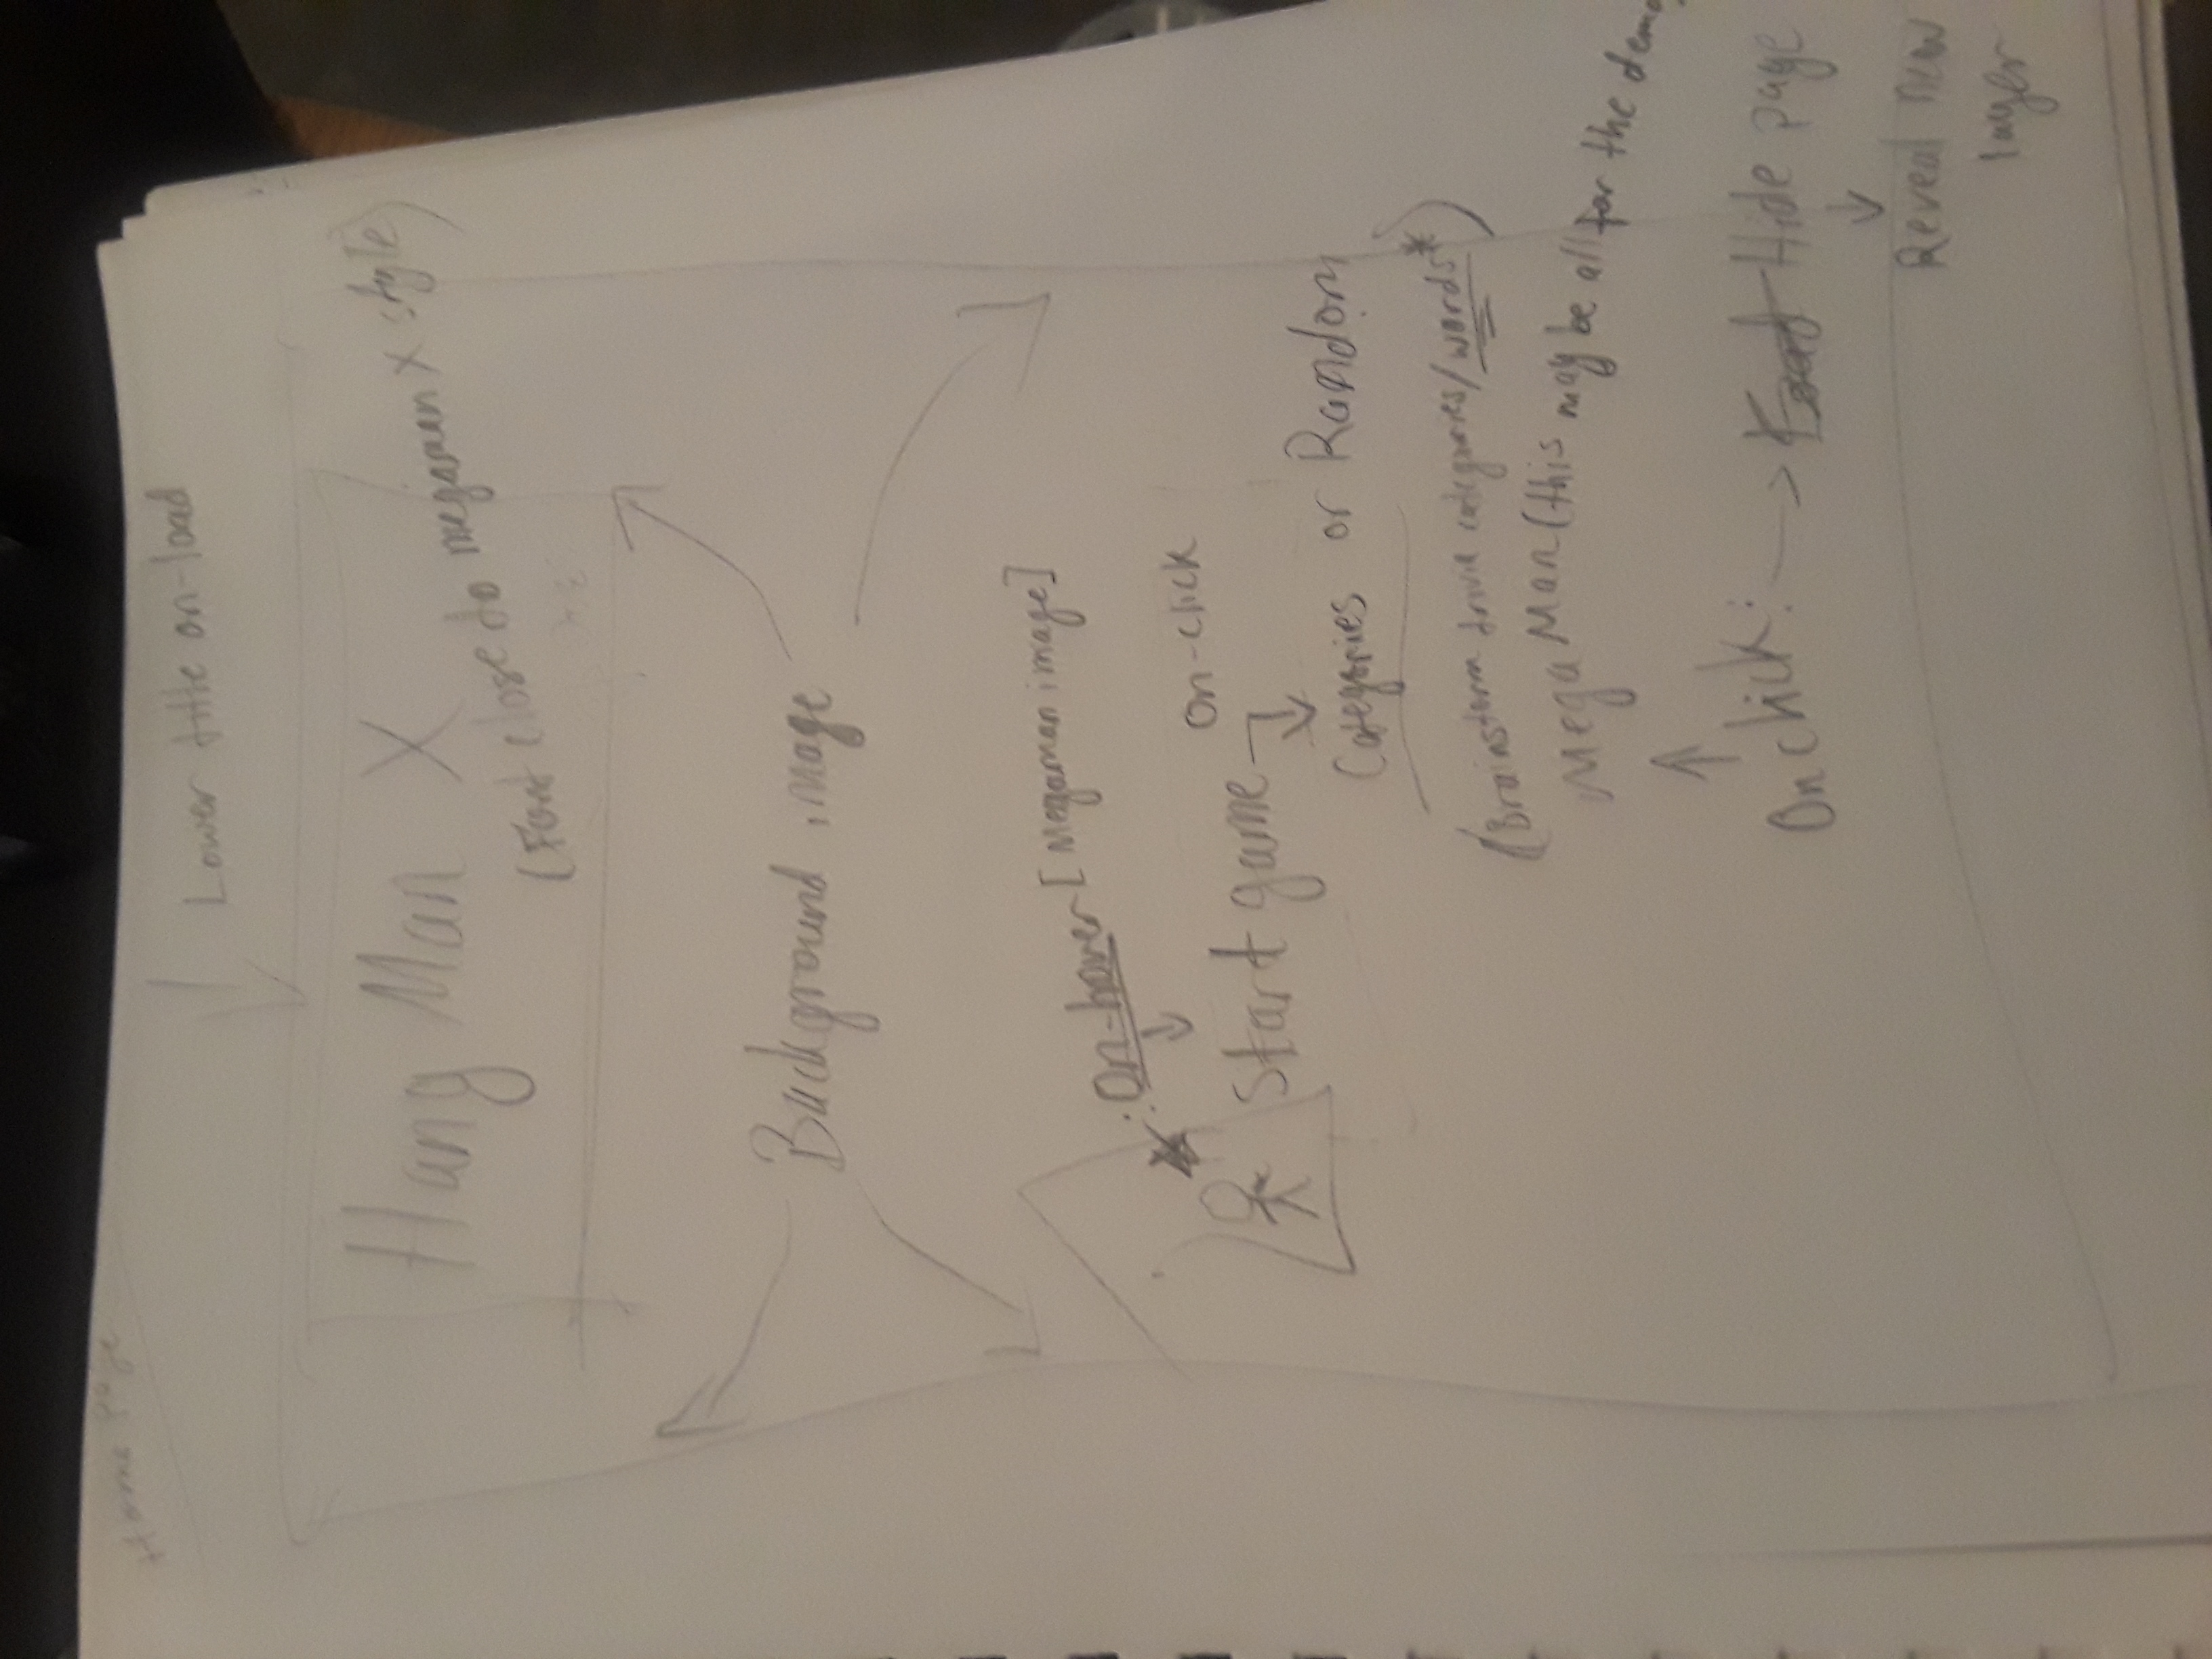 Home Page
Lower title on-load
Hang Man X
(Font close to megaman X style)
Background image
: On-hover [Megaman image]
Start game
On-click
Categories or Random
(Brainstorm trivia categories/words*)
Mega Man (this may be all for the demo
On click:
Hide page
Reveal new
layer